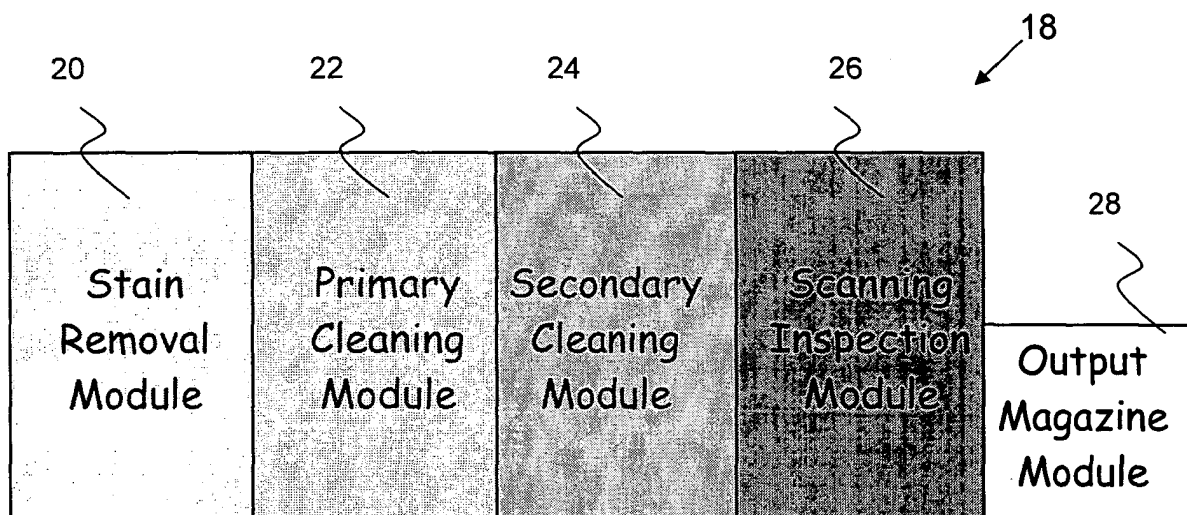 18
20
22
24
26
28
Stain
Removal
Module
Primary
Cleaning
Module
Secondary
Cleaning
Module
Scanning
Inspection
Module
Output
Magazine
Module